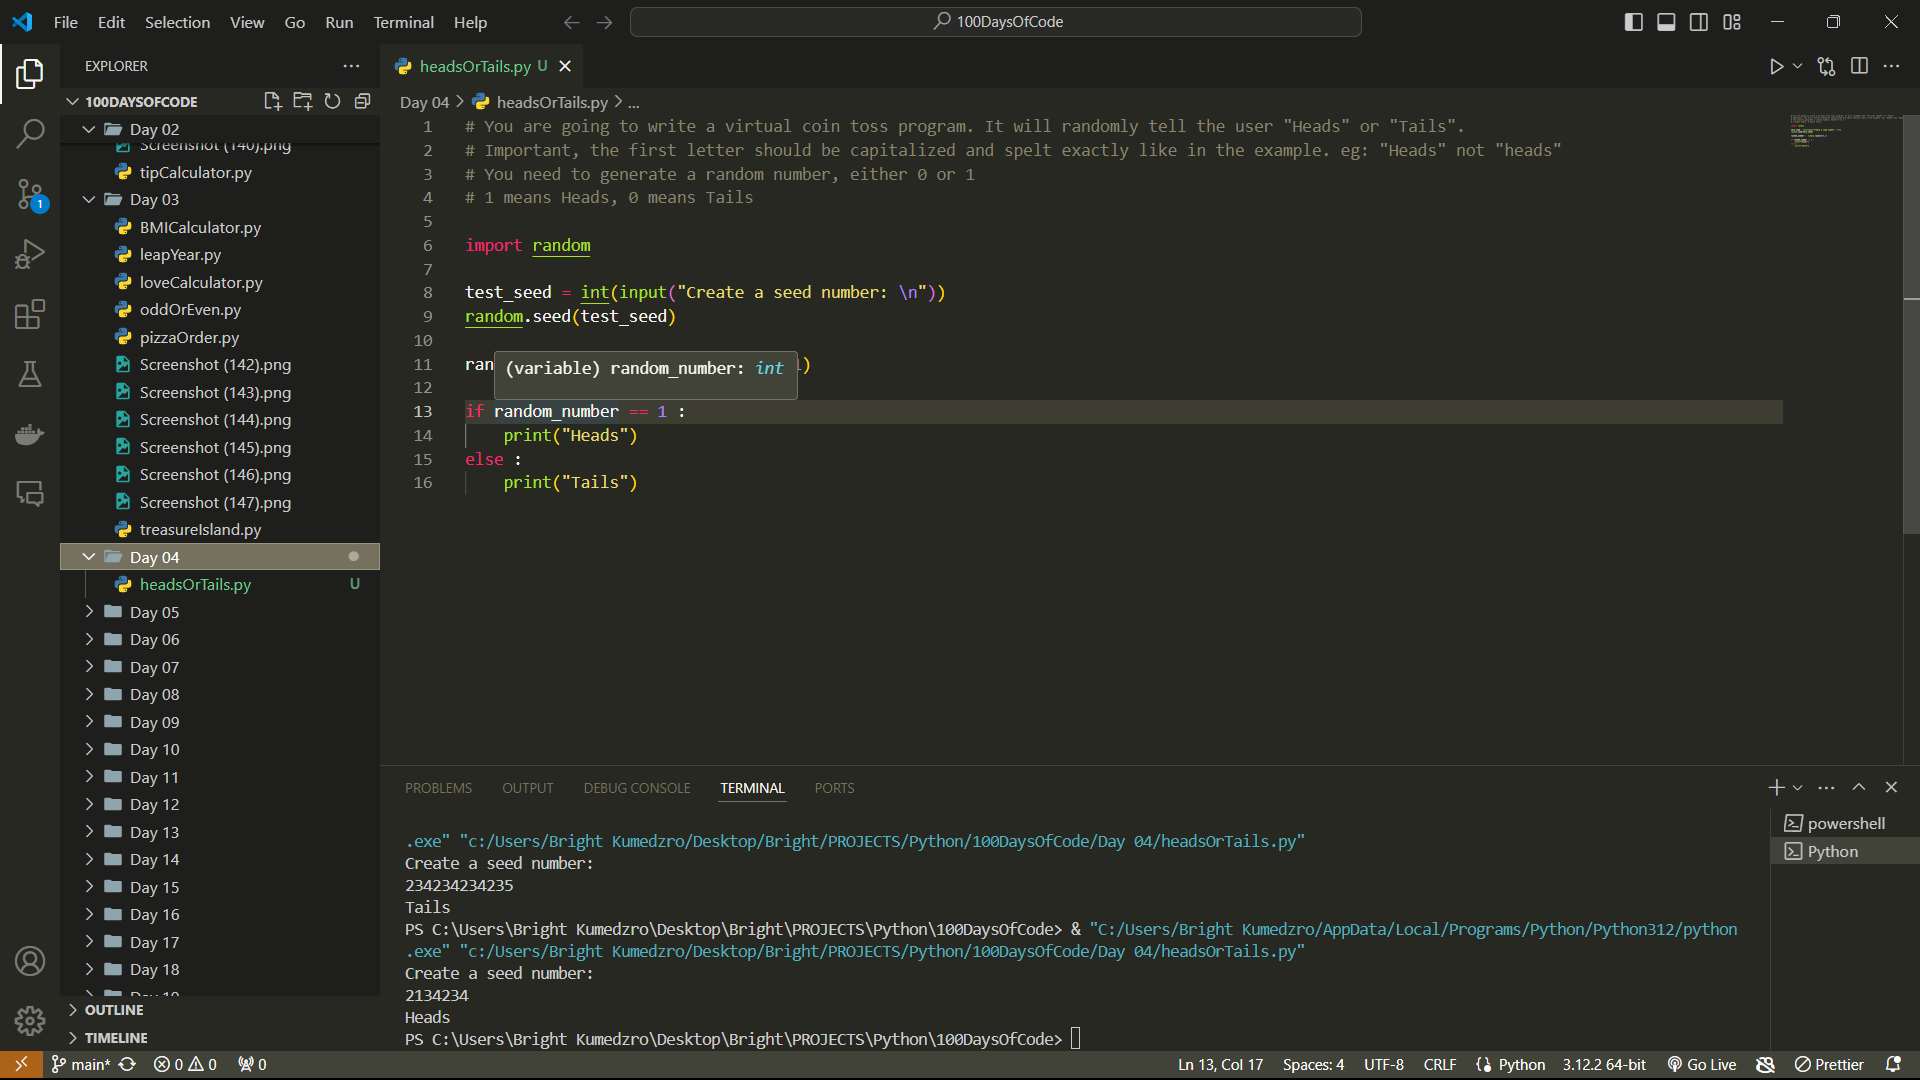 File Edit Selection View Go Run Terminal Help
100DaysOfCode
EXPLORER
100DAYSOFCODE
Day 02
Screenshot (140).png
tipCalculator.py
Day 03
BMICalculator.py
leapYear.py
loveCalculator.py
oddOrEven.py
pizzaOrder.py
Screenshot (142).png
Screenshot (143).png
Screenshot (144).png
Screenshot (145).png
Screenshot (146).png
Screenshot (147).png
treasureIsland.py
Day 04
headsOrTails.py U
Day 05
Day 06
Day 07
Day 08
Day 09
Day 10
Day 11
Day 12
Day 13
Day 14
Day 15
Day 16
Day 17
Day 18
OUTLINE
TIMELINE
1
headsOrTails.py U
Day 04 > headsOrTails.py > ...
1 # You are going to write a virtual coin toss program. It will randomly tell the user "Heads" or "Tails".
2 # Important, the first letter should be capitalized and spelt exactly like in the example. eg: "Heads" not "heads"
3 # You need to generate a random number, either 0 or 1
4 # 1 means Heads, 0 means Tails
5
6 import random
7
8 test_seed = int(input("Create a seed number: \n"))
9 random.seed(test_seed)
10
11 ran )
(variable) random_number: int
12
13 if random_number == 1 :
14 print("Heads")
15 else :
16 print("Tails")
PROBLEMS OUTPUT DEBUG CONSOLE TERMINAL PORTS
.exe" "c:/Users/Bright Kumedzro/Desktop/Bright/PROJECTS/Python/100DaysOfCode/Day 04/headsOrTails.py"
Create a seed number:
234234234235
Tails
PS C:\Users\Bright Kumedzro\Desktop\Bright\PROJECTS\Python\100DaysOfCode> & "C:/Users/Bright Kumedzro/AppData/Local/Programs/Python/Python312/python
.exe" "c:/Users/Bright Kumedzro/Desktop/Bright/PROJECTS/Python/100DaysOfCode/Day 04/headsOrTails.py"
Create a seed number:
2134234
Heads
PS C:\Users\Bright Kumedzro\Desktop\Bright\PROJECTS\Python\100DaysOfCode>
powershell
Python
main* 0 0 0 Ln 13, Col 17 Spaces: 4 UTF-8 CRLF Python 3.12.2 64-bit Go Live Prettier